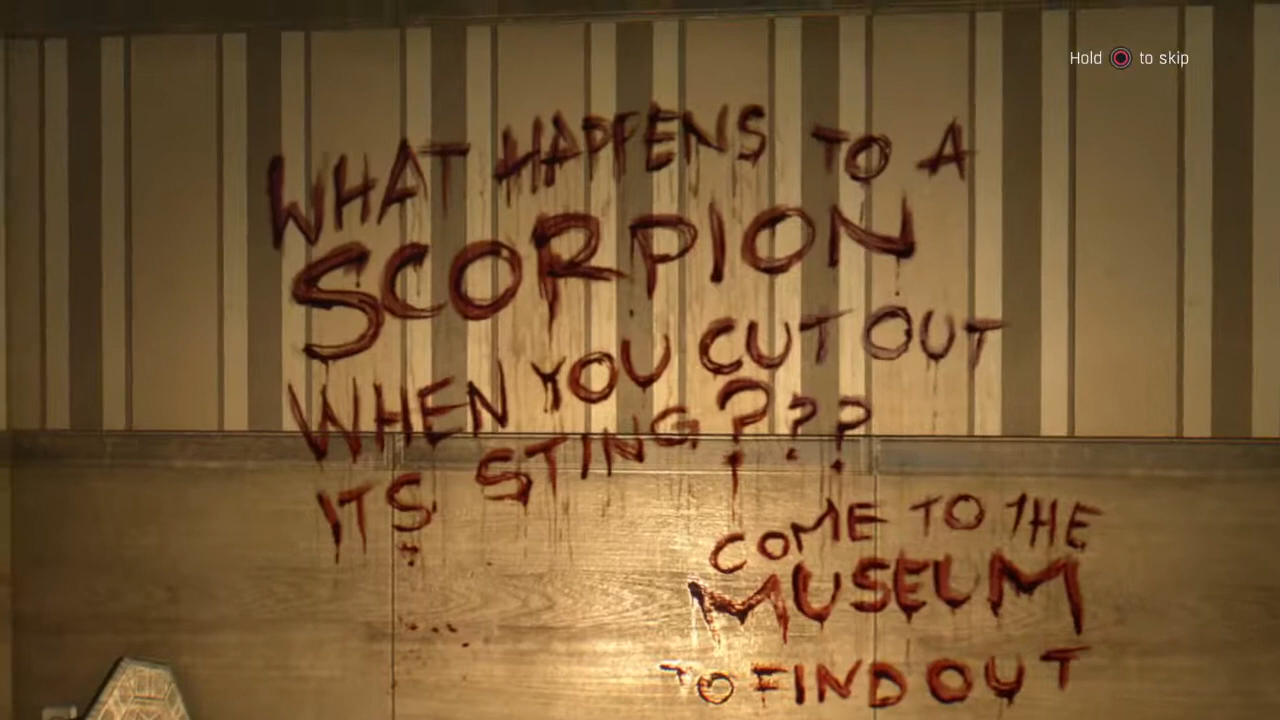 Hold to skip
WHAT HAPPENS TO A
SCORPION
WHEN YOU CUT OUT
ITS STING???
COME TO THE
MUSEUM
TO FIND OUT